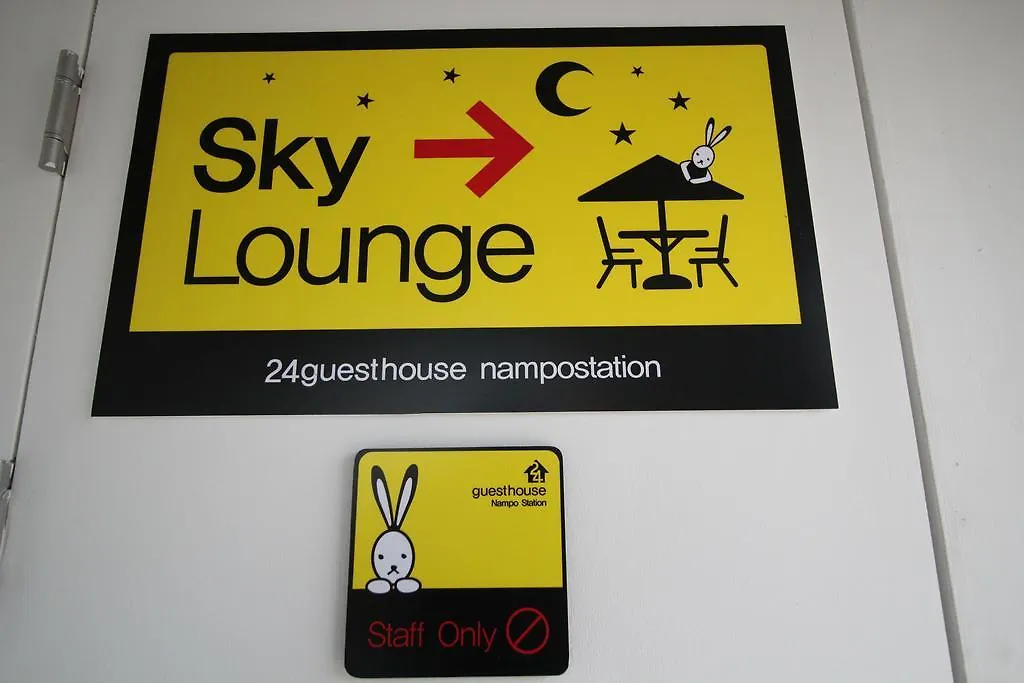 Sky
Lounge
24guesthouse nampostation
24
guesthouse
Nampo Station
Staff Only